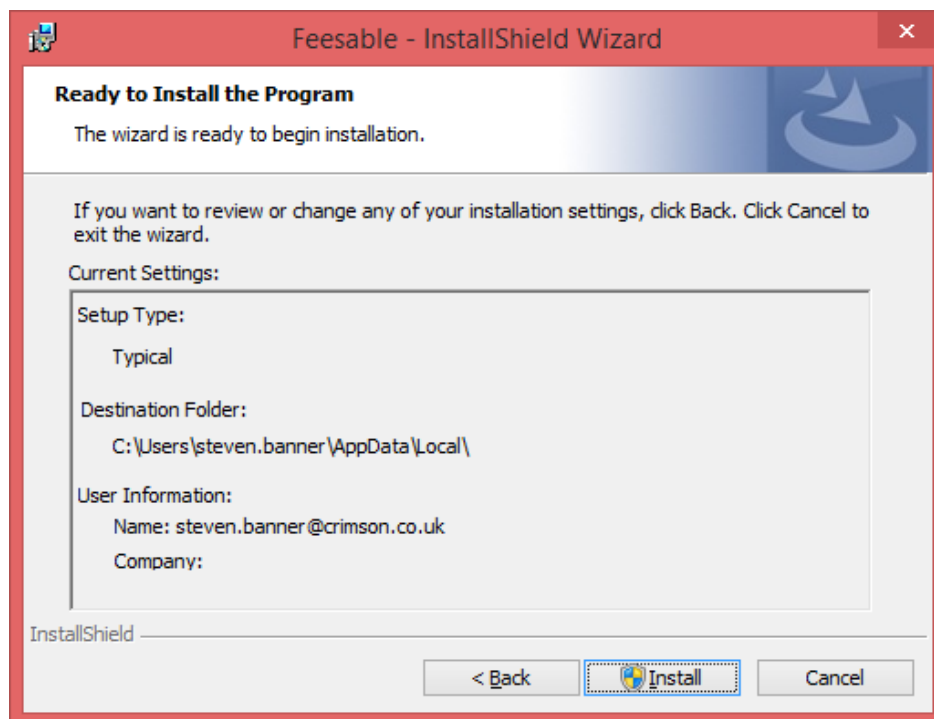 Feesable - InstallShield Wizard
Ready to Install the Program
The wizard is ready to begin installation.
If you want to review or change any of your installation settings, click Back. Click Cancel to
exit the wizard.
Current Settings:
Setup Type:
Typical
Destination Folder:
C:\Users\steven.banner\AppData\Local\
User Information:
Name: steven.banner@crimson.co.uk
Company:
InstallShield
< Back
Install
Cancel